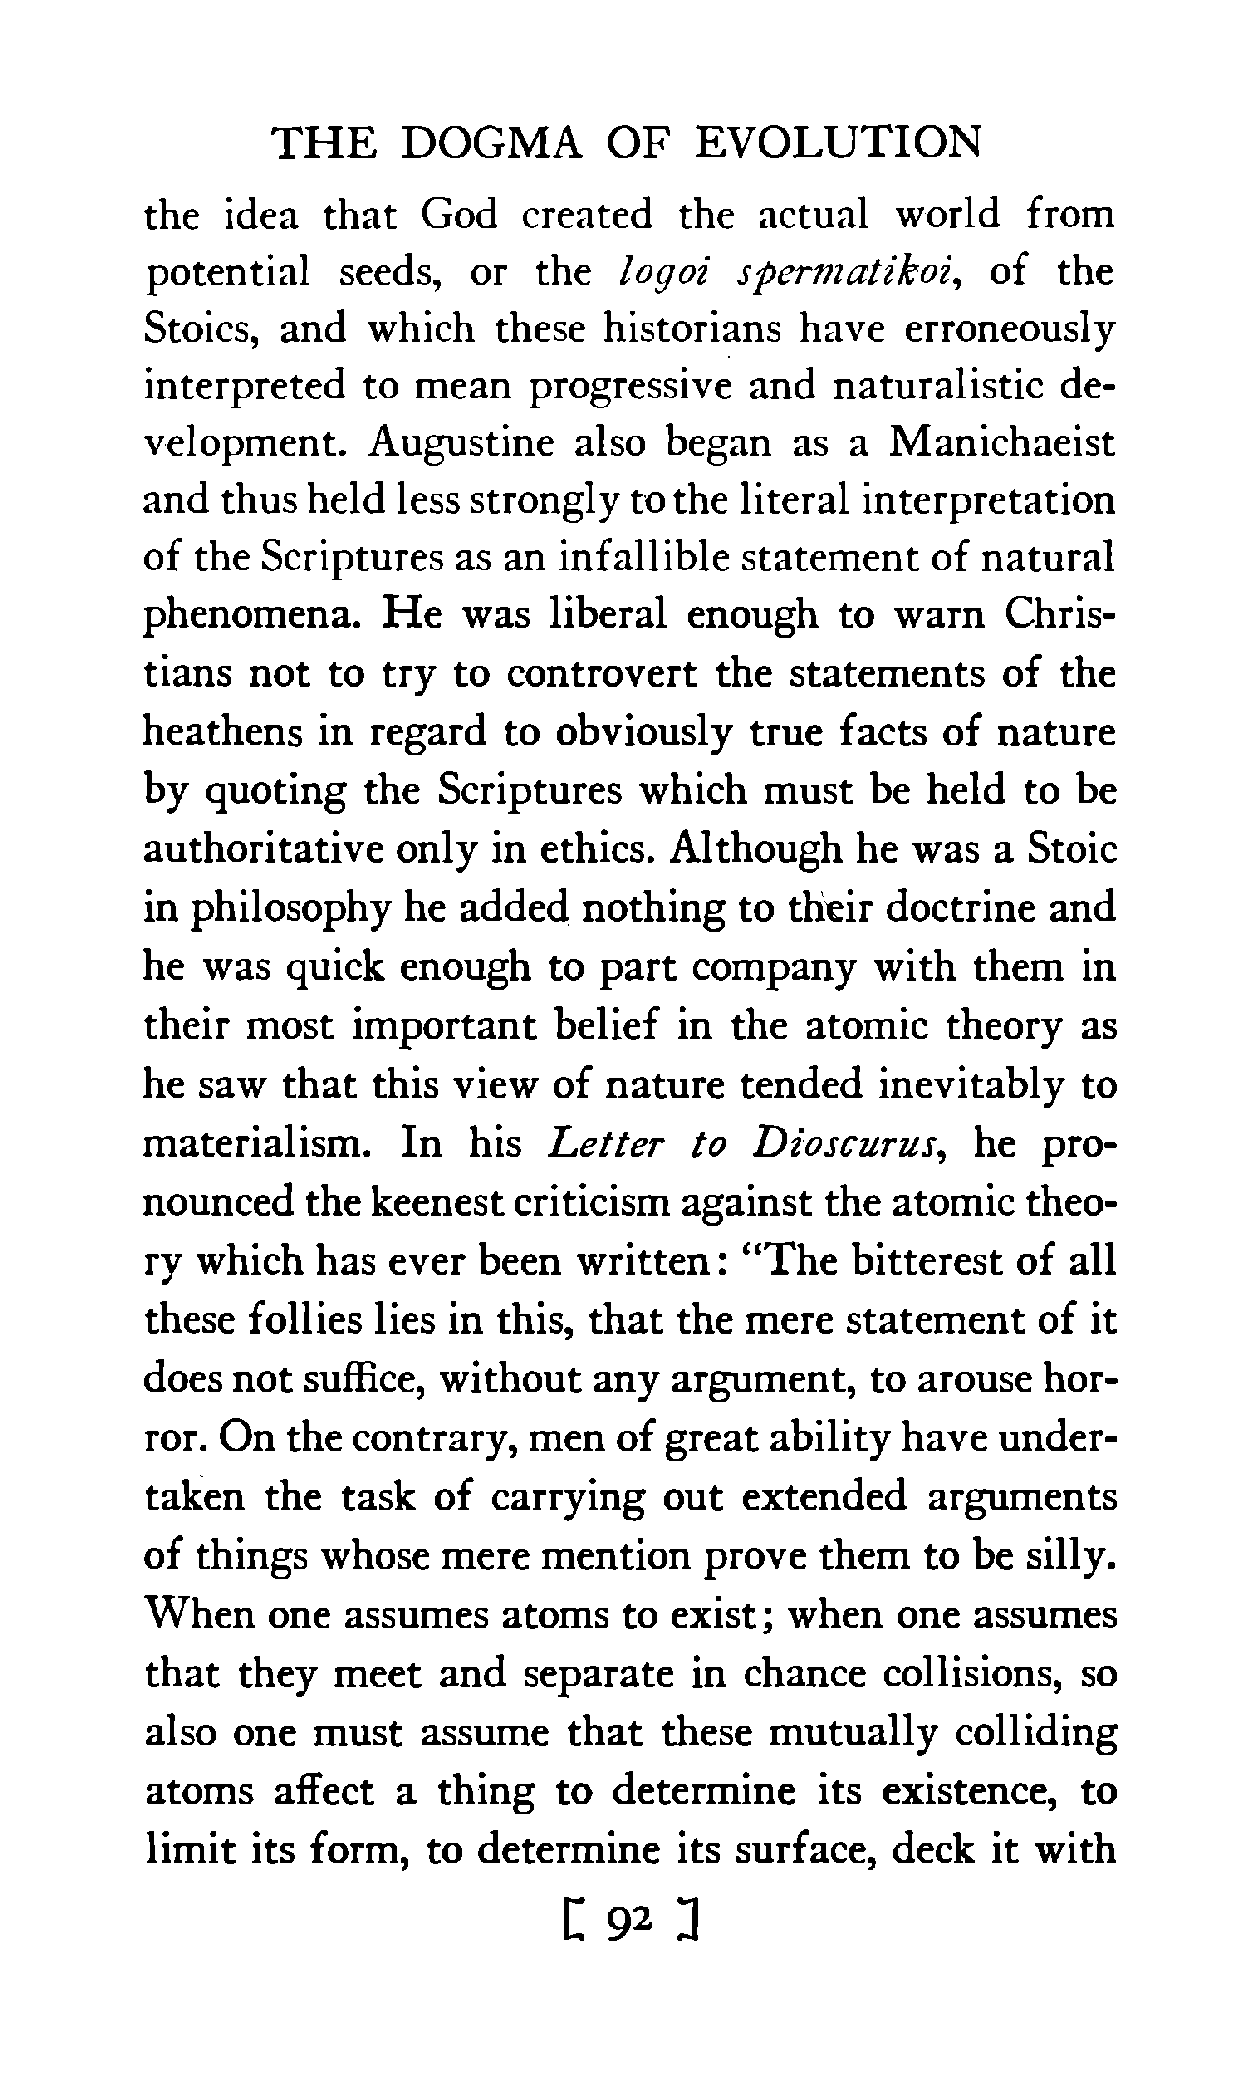 THE DOGMA OF EVOLUTION
the idea that God created the actual world from
potential seeds, or the logoi spermatikoi, of the
Stoics, and which these historians have erroneously
interpreted to mean progressive and naturalistic de-
velopment. Augustine also began as a Manichaeist
and thus held less strongly to the literal interpretation
of the Scriptures as an infallible statement of natural
phenomena. He was liberal enough to warn Chris-
tians not to try to controvert the statements of the
heathens in regard to obviously true facts of nature
by quoting the Scriptures which must be held to be
authoritative only in ethics. Although he was a Stoic
in philosophy he added nothing to their doctrine and
he was quick enough to part company with them in
their most important belief in the atomic theory as
he saw that this view of nature tended inevitably to
materialism. In his Letter to Dioscurus, he pro-
nounced the keenest criticism against the atomic theo-
ry which has ever been written: "The bitterest of all
these follies lies in this, that the mere statement of it
does not suffice, without any argument, to arouse hor-
ror. On the contrary, men of great ability have under-
taken the task of carrying out extended arguments
of things whose mere mention prove them to be silly.
When one assumes atoms to exist; when one assumes
that they meet and separate in chance collisions, so
also one must assume that these mutually colliding
atoms affect a thing to determine its existence, to
limit its form, to determine its surface, deck it with
[ 92 ]